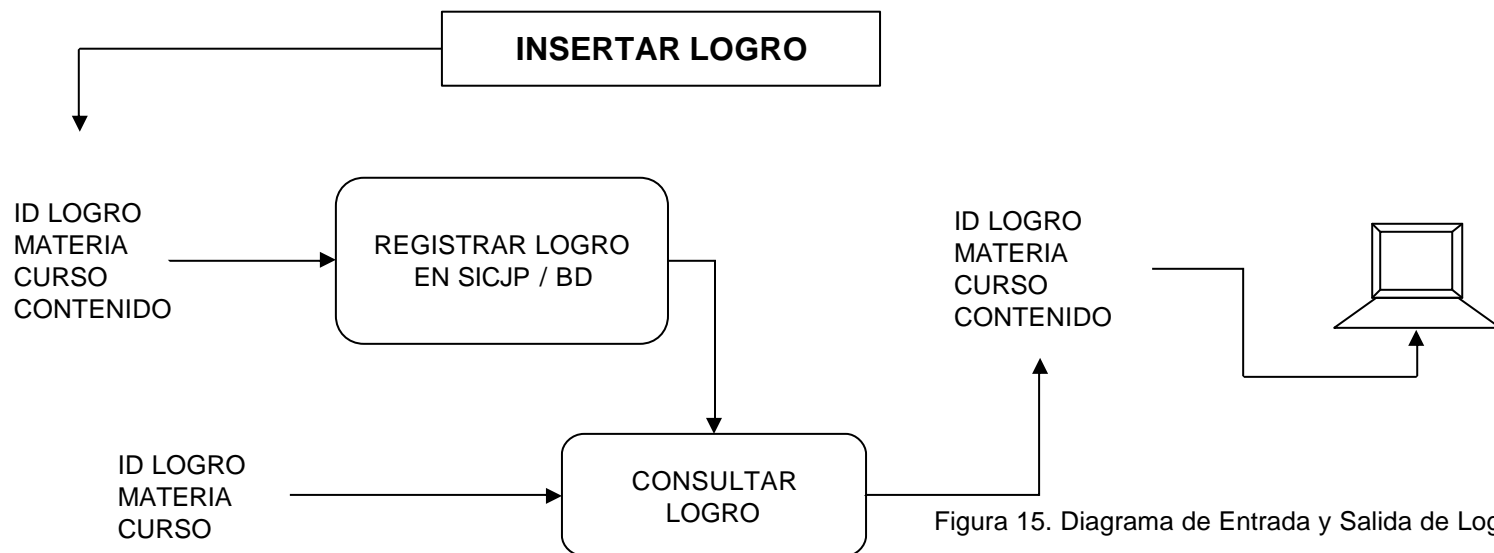 INSERTAR LOGRO
ID LOGRO
MATERIA
CURSO
CONTENIDO
REGISTRAR LOGRO
EN SICJP / BD
ID LOGRO
MATERIA
CURSO
CONTENIDO
ID LOGRO
MATERIA
CURSO
CONSULTAR
LOGRO
Figura 15. Diagrama de Entrada y Salida de